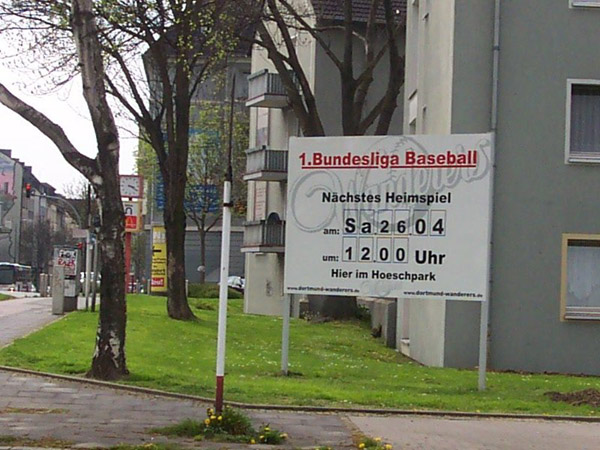 1.Bundesliga Baseball
Wanderers
Nächstes Heimspiel
am: Sa.26.04
um: 12.00 Uhr
Hier im Hoeschpark
www.dortmund-wanderers.de www.dortmund-wanderers.de